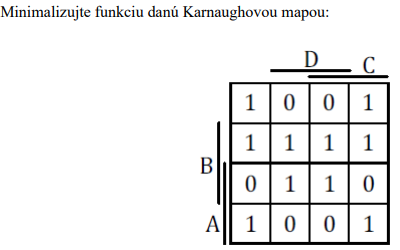 Minimalizujte funkciu danú Karnaughovou mapou:
D
C
1 0 0 1
1 1 1 1
B
0 1 1 0
A 1 0 0 1